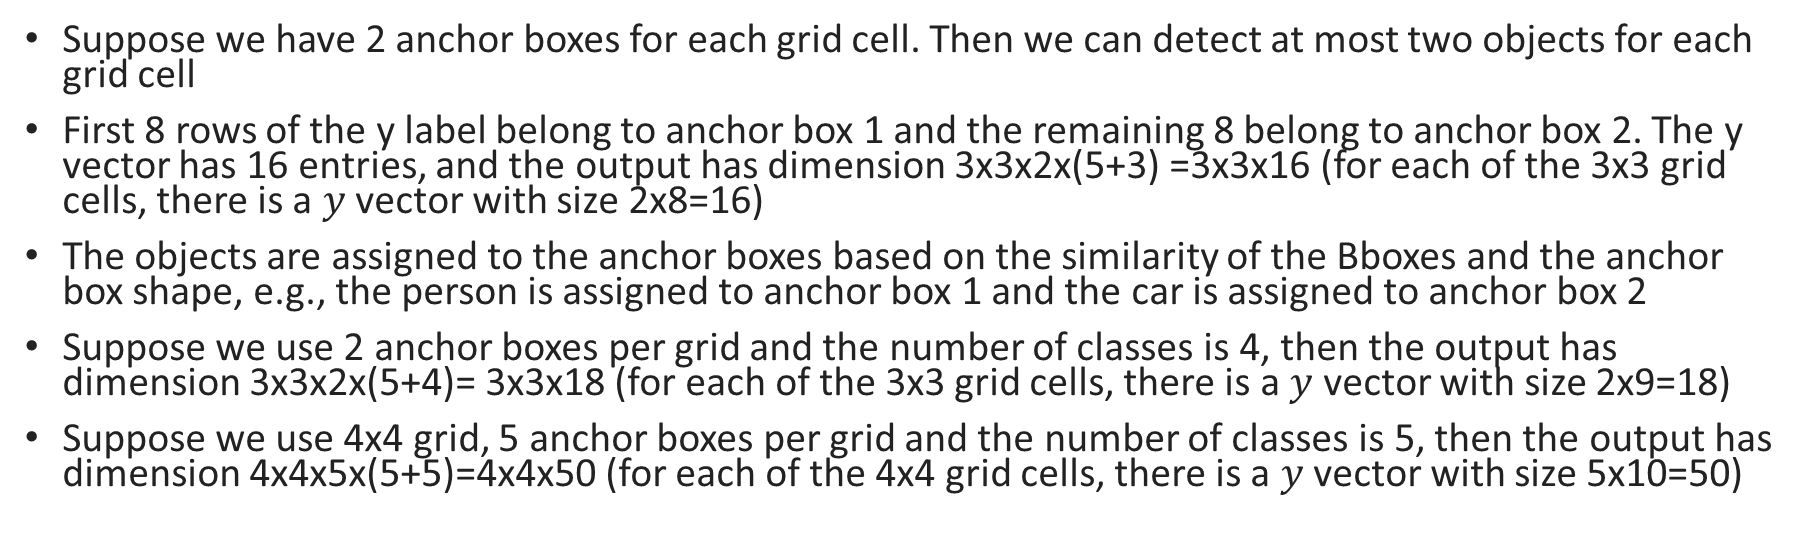 • Suppose we have 2 anchor boxes for each grid cell. Then we can detect at most two objects for each
grid cell
• First 8 rows of the y label belong to anchor box 1 and the remaining 8 belong to anchor box 2. The y
vector has 16 entries, and the output has dimension 3x3x2x(5+3) =3x3x16 (for each of the 3x3 grid
cells, there is a y vector with size 2x8=16)
• The objects are assigned to the anchor boxes based on the similarity of the Bboxes and the anchor
box shape, e.g., the person is assigned to anchor box 1 and the car is assigned to anchor box 2
• Suppose we use 2 anchor boxes per grid and the number of classes is 4, then the output has
dimension 3x3x2x(5+4)= 3x3x18 (for each of the 3x3 grid cells, there is a y vector with size 2x9=18)
• Suppose we use 4x4 grid, 5 anchor boxes per grid and the number of classes is 5, then the output has
dimension 4x4x5x(5+5)=4x4x50 (for each of the 4x4 grid cells, there is a y vector with size 5x10=50)